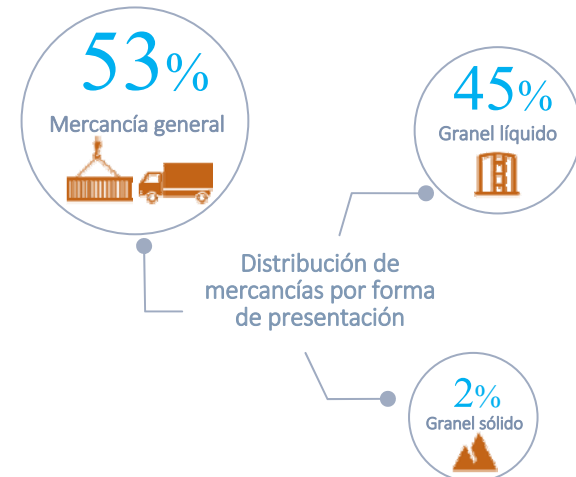 53%
Mercancía general
45%
Granel líquido
Distribución de
mercancías por forma
de presentación
2%
Granel sólido